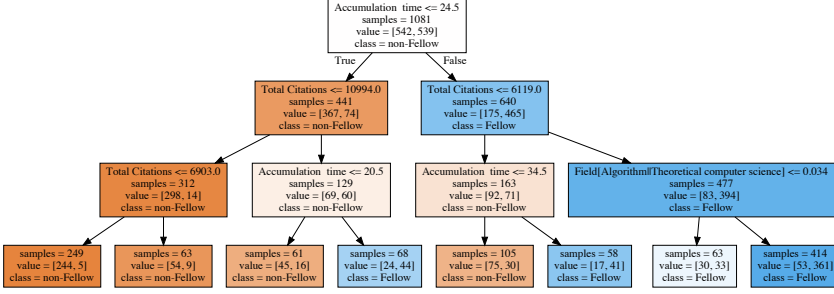 Accumulation time <= 24.5
samples = 1081
value = [542, 539]
class = non-Fellow
True
False
Total Citations <= 10994.0
samples = 441
value = [367, 74]
class = non-Fellow
Total Citations <= 6119.0
samples = 640
value = [175, 465]
class = Fellow
Total Citations <= 6903.0
samples = 312
value = [298, 14]
class = non-Fellow
Accumulation time <= 20.5
samples = 129
value = [69, 60]
class = non-Fellow
Accumulation time <= 34.5
samples = 163
value = [92, 71]
class = non-Fellow
Field[Algorithm||Theoretical computer science] <= 0.034
samples = 477
value = [83, 394]
class = Fellow
samples = 249
value = [244, 5]
class = non-Fellow
samples = 63
value = [54, 9]
class = non-Fellow
samples = 61
value = [45, 16]
class = non-Fellow
samples = 68
value = [24, 44]
class = Fellow
samples = 105
value = [75, 30]
class = non-Fellow
samples = 58
value = [17, 41]
class = Fellow
samples = 63
value = [30, 33]
class = Fellow
samples = 414
value = [53, 361]
class = Fellow